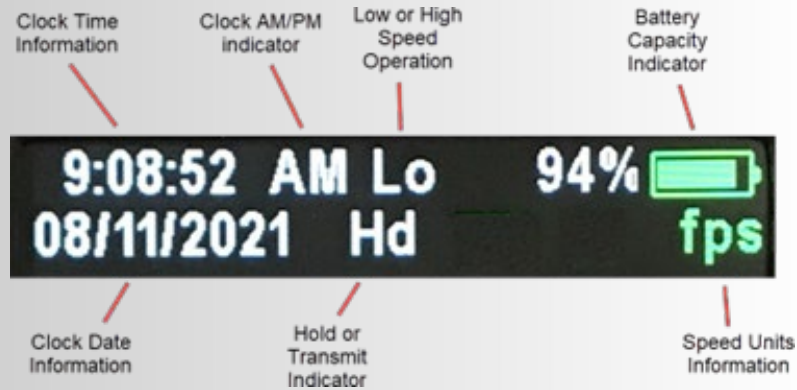 Clock Time
Information
Clock AM/PM
indicator
Low or High
Speed
Operation
Battery
Capacity
Indicator
9:08:52 AM Lo 94%
08/11/2021 Hd fps
Clock Date
Information
Hold or
Transmit
Indicator
Speed Units
Information